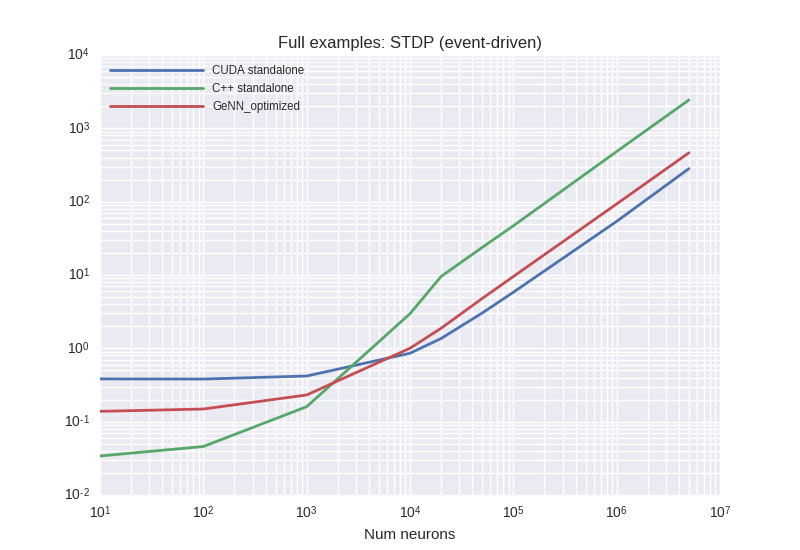 Full examples: STDP (event-driven)
10⁴
CUDA standalone
C++ standalone
GeNN_optimized
10³
10²
10¹
10⁰
10⁻¹
10⁻²
10¹ 10² 10³ 10⁴ 10⁵ 10⁶ 10⁷
Num neurons